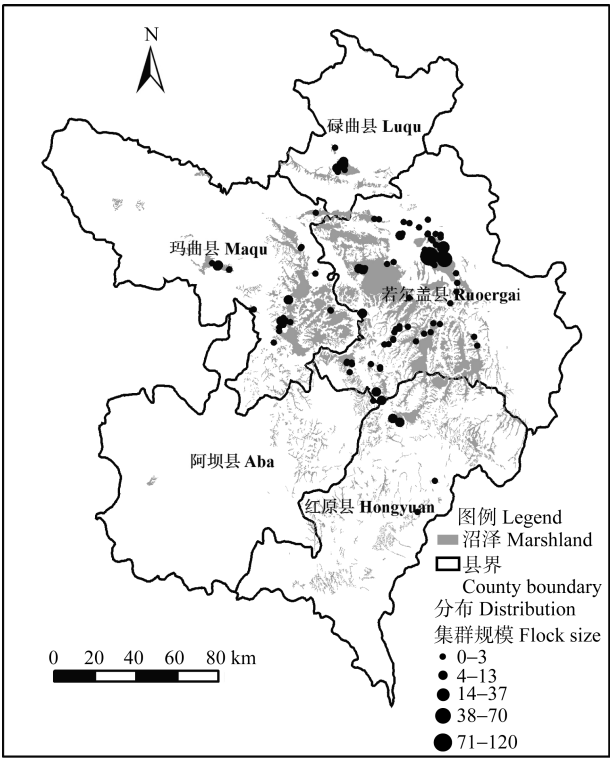 N
碌曲县 Luqu
玛曲县 Maqu
若尔盖县 Ruoergai
阿坝县 Aba
红原县 Hongyuan
图例 Legend
沼泽 Marshland
县界
County boundary
分布 Distribution
集群规模 Flock size
0–3
4–13
14–37
38–70
71–120
0 20 40 60 80 km